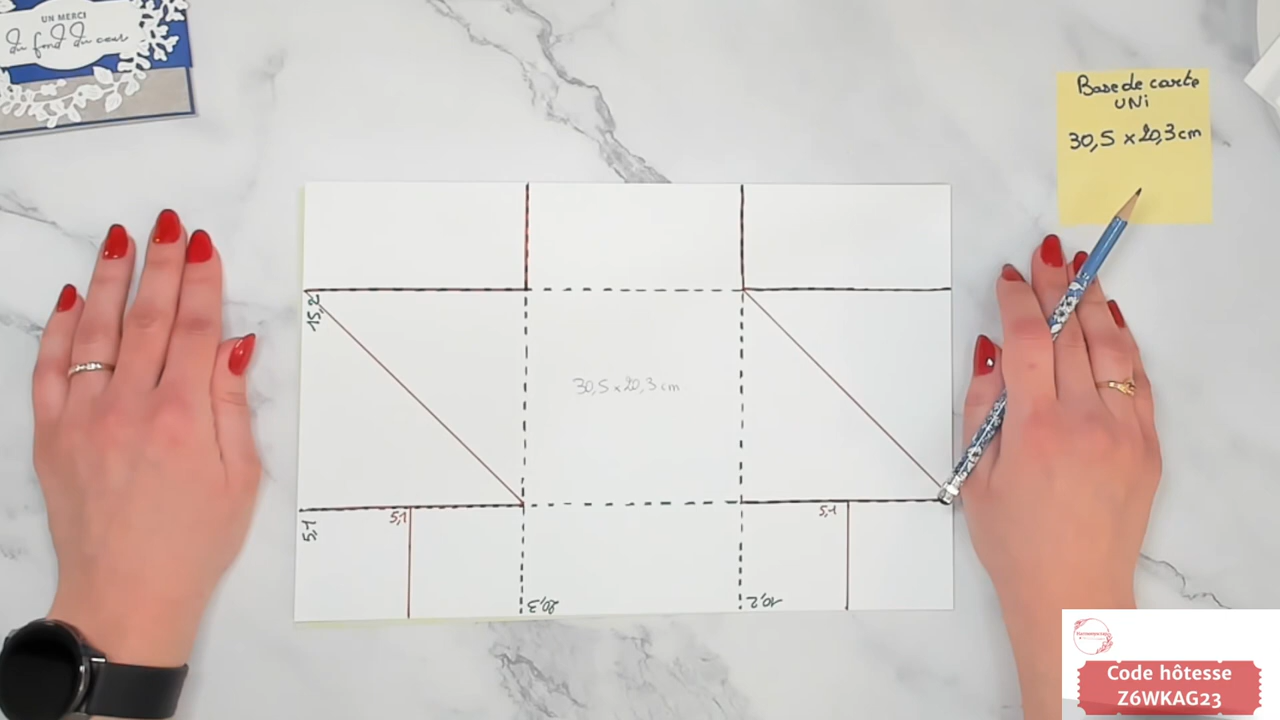 UN MERCI
du fond du cœur
Base de carte
UNi
30,5 x 20,3 cm
15,2
30,5 x 20,3 cm
5,1
5,1
5,1
20,3
10,2
Code hôtesse
Z6WKAG23